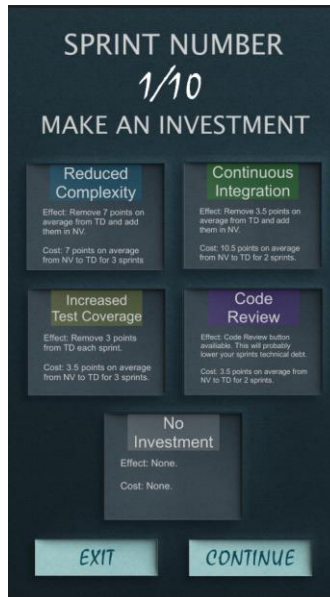 SPRINT NUMBER
1/10
MAKE AN INVESTMENT
Reduced
Complexity
Effect: Remove 7 points on
average from TD and add
them in NV.
Cost: 7 points on average
from NV to TD for 3 sprints
Continuous
Integration
Effect: Remove 3.5 points on
average from TD and add
them in NV.
Cost: 10.5 points on average
from NV to TD for 2 sprints.
Increased
Test Coverage
Effect: Remove 3 points
from TD each sprint.
Cost: 3.5 points on average
from NV to TD for 3 sprints.
Code
Review
Effect: Code Review button
availiable. This will probably
lower your sprints technical debt.
Cost: 3.5 points on average from
NV to TD for 2 sprints.
No
Investment
Effect: None.
Cost: None.
EXIT
CONTINUE